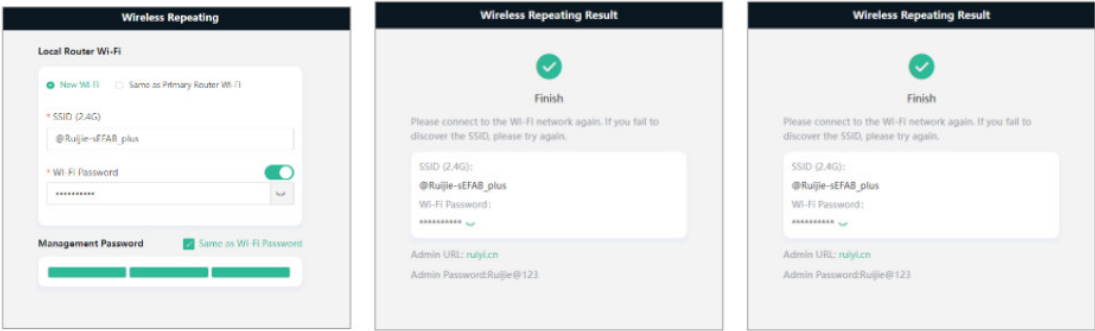 Wireless Repeating
Local Router Wi-Fi
New Wi-Fi
Same as Primary Router Wi-Fi
* SSID (2.4G)
@Ruijie-sEFAB_plus
* Wi-Fi Password
**********
Management Password
Same as Wi-Fi Password
Wireless Repeating Result
Finish
Please connect to the Wi-Fi network again. If you fail to
discover the SSID, please try again.
SSID (2.4G):
@Ruijie-sEFAB_plus
Wi-Fi Password:
**********
Admin URL: ruiyi.cn
Admin Password:Ruijie@123
Wireless Repeating Result
Finish
Please connect to the Wi-Fi network again. If you fail to
discover the SSID, please try again.
SSID (2.4G):
@Ruijie-sEFAB_plus
Wi-Fi Password:
**********
Admin URL: ruiyi.cn
Admin Password:Ruijie@123